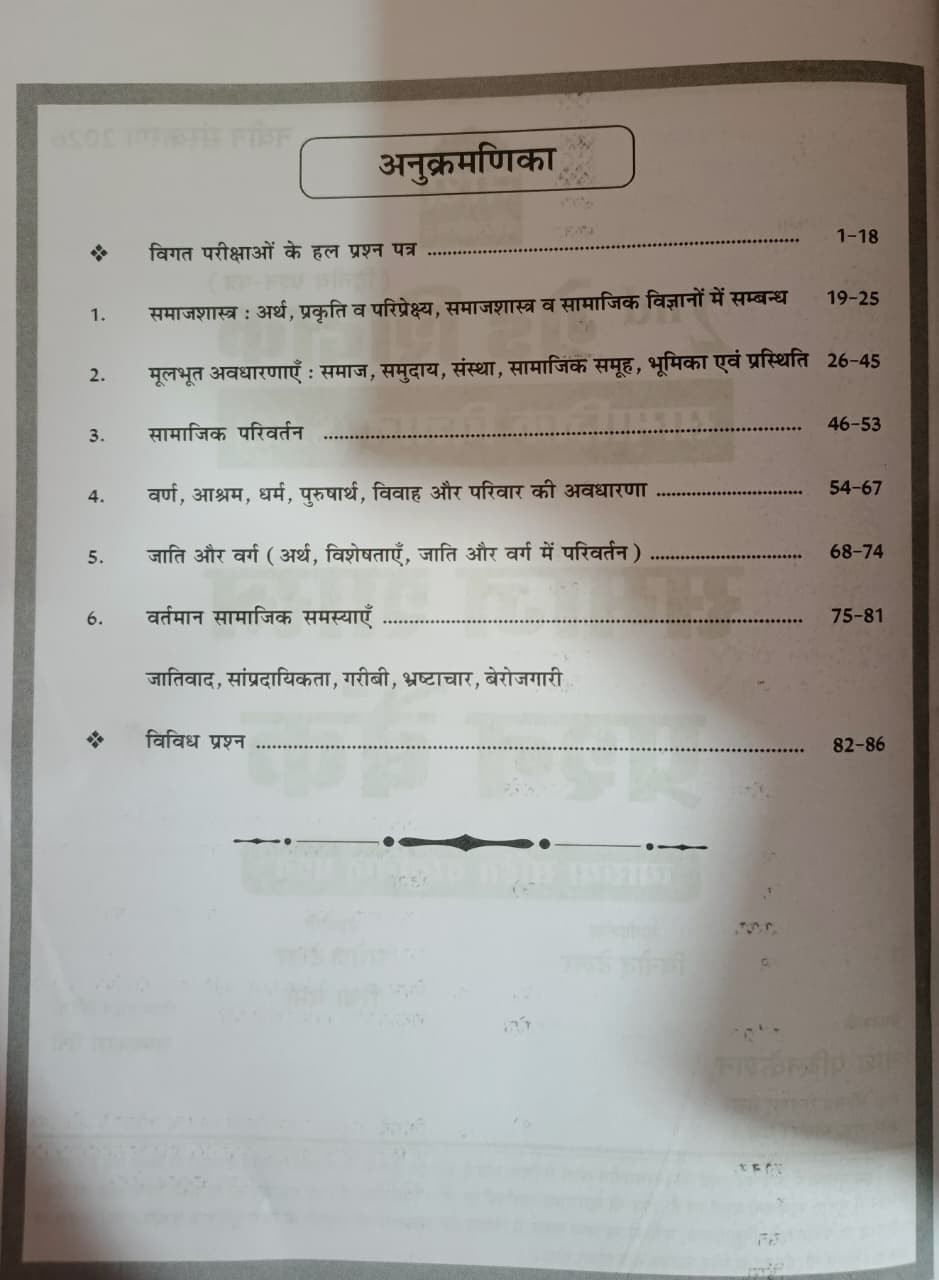 अनुक्रमणिका
❖ विगत परीक्षाओं के हल प्रश्न पत्र ........................................ 1-18
1. समाजशास्त्र : अर्थ, प्रकृति व परिप्रेक्ष्य, समाजशास्त्र व सामाजिक विज्ञानों में सम्बन्ध 19-25
2. मूलभूत अवधारणाएँ : समाज, समुदाय, संस्था, सामाजिक समूह, भूमिका एवं प्रस्थिति 26-45
3. सामाजिक परिवर्तन ........................................ 46-53
4. वर्ण, आश्रम, धर्म, पुरुषार्थ, विवाह और परिवार की अवधारणा .................... 54-67
5. जाति और वर्ग ( अर्थ, विशेषताएँ, जाति और वर्ग में परिवर्तन ) .................... 68-74
6. वर्तमान सामाजिक समस्याएँ ........................................ 75-81
जातिवाद, सांप्रदायिकता, गरीबी, भ्रष्टाचार, बेरोजगारी
❖ विविध प्रश्न ........................................ 82-86